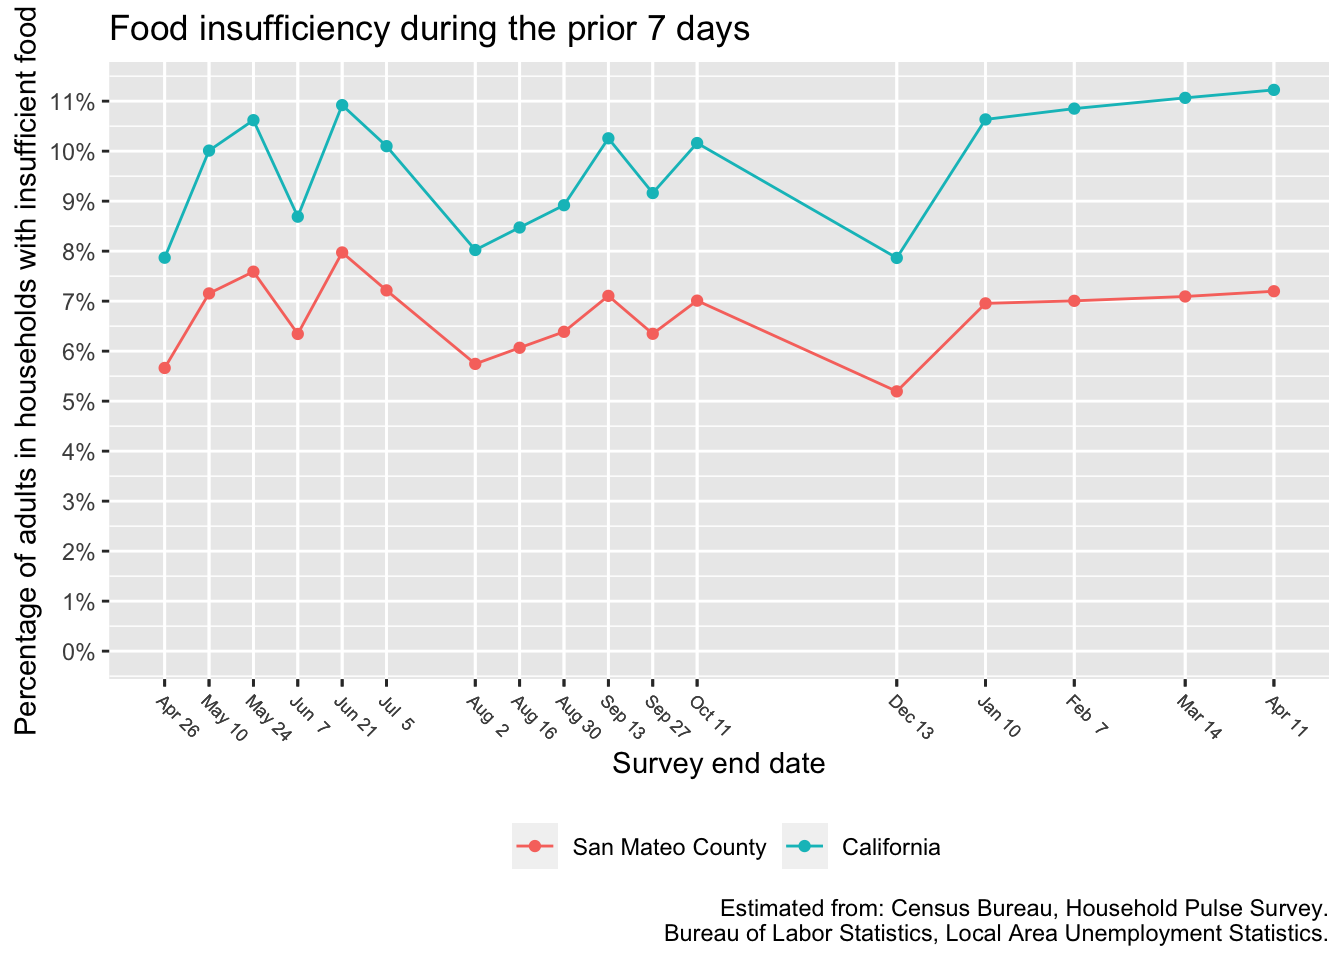 Food insufficiency during the prior 7 days
Percentage of adults in households with insufficient food
11%
10%
9%
8%
7%
6%
5%
4%
3%
2%
1%
0%
Apr 26
May 10
May 24
Jun 7
Jun 21
Jul 5
Aug 2
Aug 16
Aug 30
Sep 13
Sep 27
Oct 11
Dec 13
Jan 10
Feb 7
Mar 14
Apr 11
Survey end date
San Mateo County
California
Estimated from: Census Bureau, Household Pulse Survey.
Bureau of Labor Statistics, Local Area Unemployment Statistics.